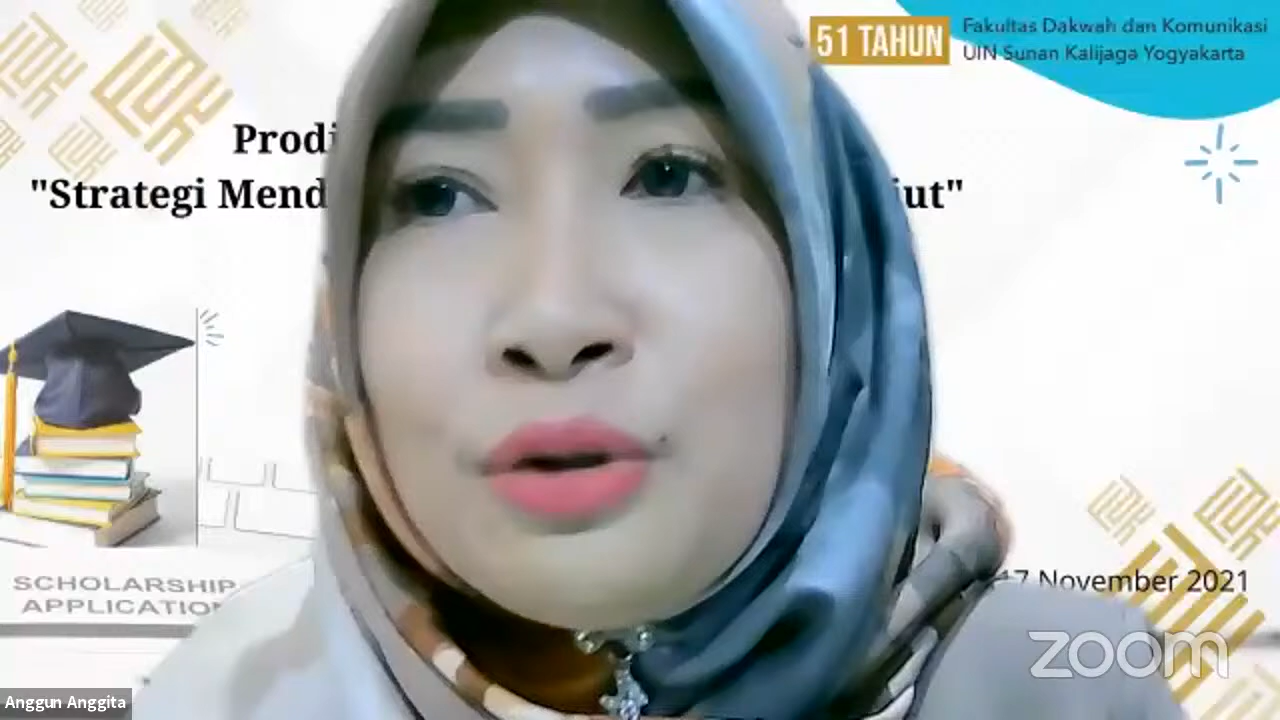 51 TAHUN
Fakultas Dakwah dan Komunikasi
UIN Sunan Kalijaga Yogyakarta
Prodi
"Strategi Mend
jut"
SCHOLARSHIP
APPLICATION
17 November 2021
zoom
Anggun Anggita